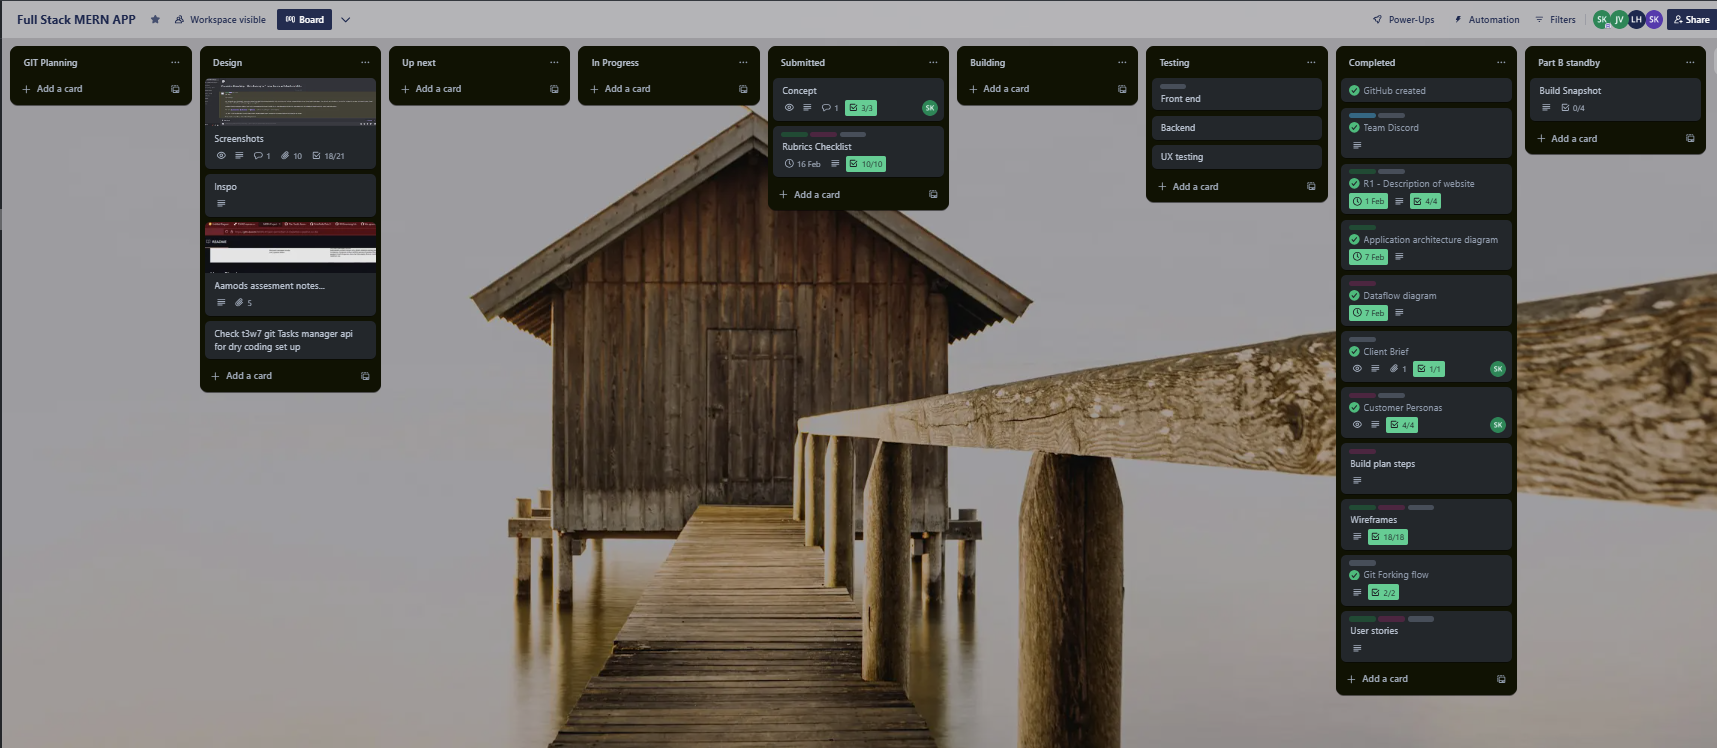 Full Stack MERN APP
Workspace visible
Board
Power-Ups
Automation
Filters
SK
JV
LH
SK
Share
GIT Planning
Add a card
Design
Screenshots
1
10
18/21
Inspo
Aamods assesment notes...
5
Check t3w7 git Tasks manager api
for dry coding set up
Add a card
Up next
Add a card
In Progress
Add a card
Submitted
Concept
1
3/3
SK
Rubrics Checklist
16 Feb
10/10
Add a card
Building
Add a card
Testing
Front end
Backend
UX testing
Add a card
Completed
GitHub created
Team Discord
R1 - Description of website
1 Feb
4/4
Application architecture diagram
7 Feb
Dataflow diagram
7 Feb
Client Brief
1
1/1
SK
Customer Personas
4/4
SK
Build plan steps
Wireframes
18/18
Git Forking flow
2/2
User stories
Add a card
Part B standby
Build Snapshot
0/4
Add a card